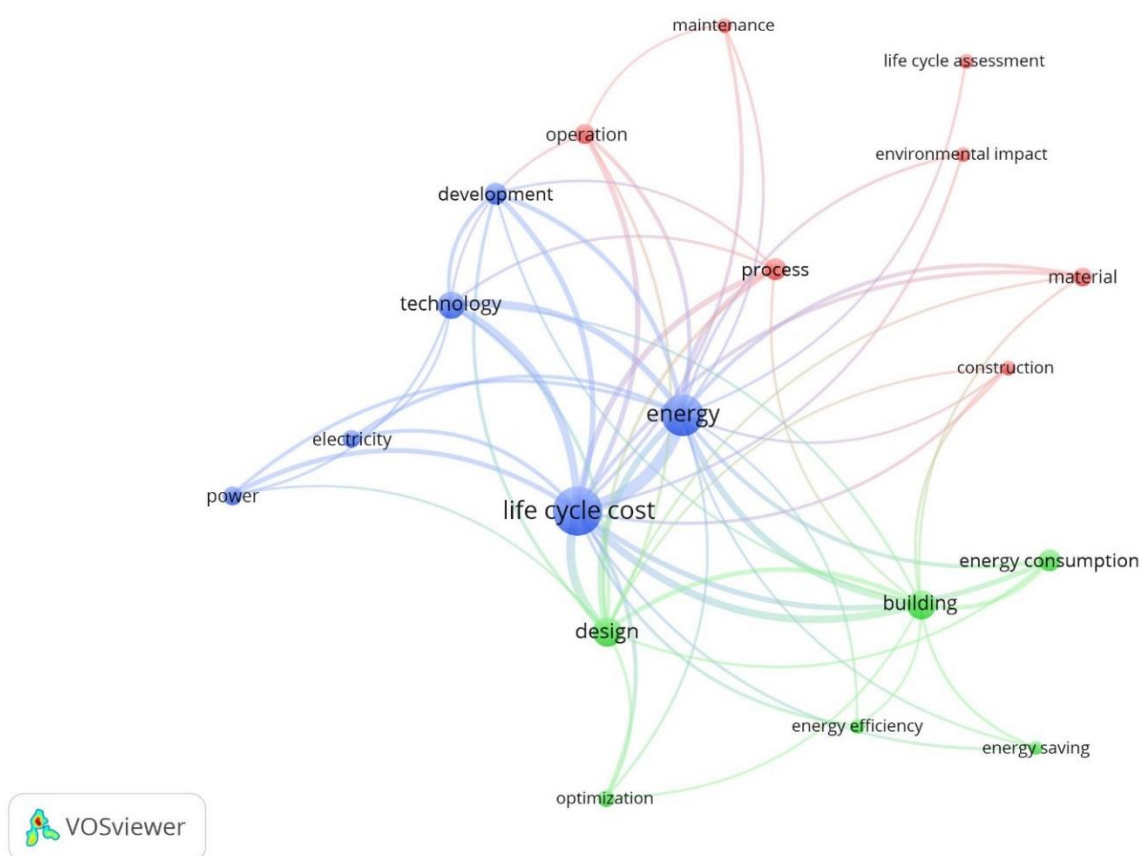 maintenance
life cycle assessment
operation
environmental impact
development
process
material
technology
construction
energy
electricity
power
life cycle cost
energy consumption
building
design
energy efficiency
energy saving
optimization
VOSviewer